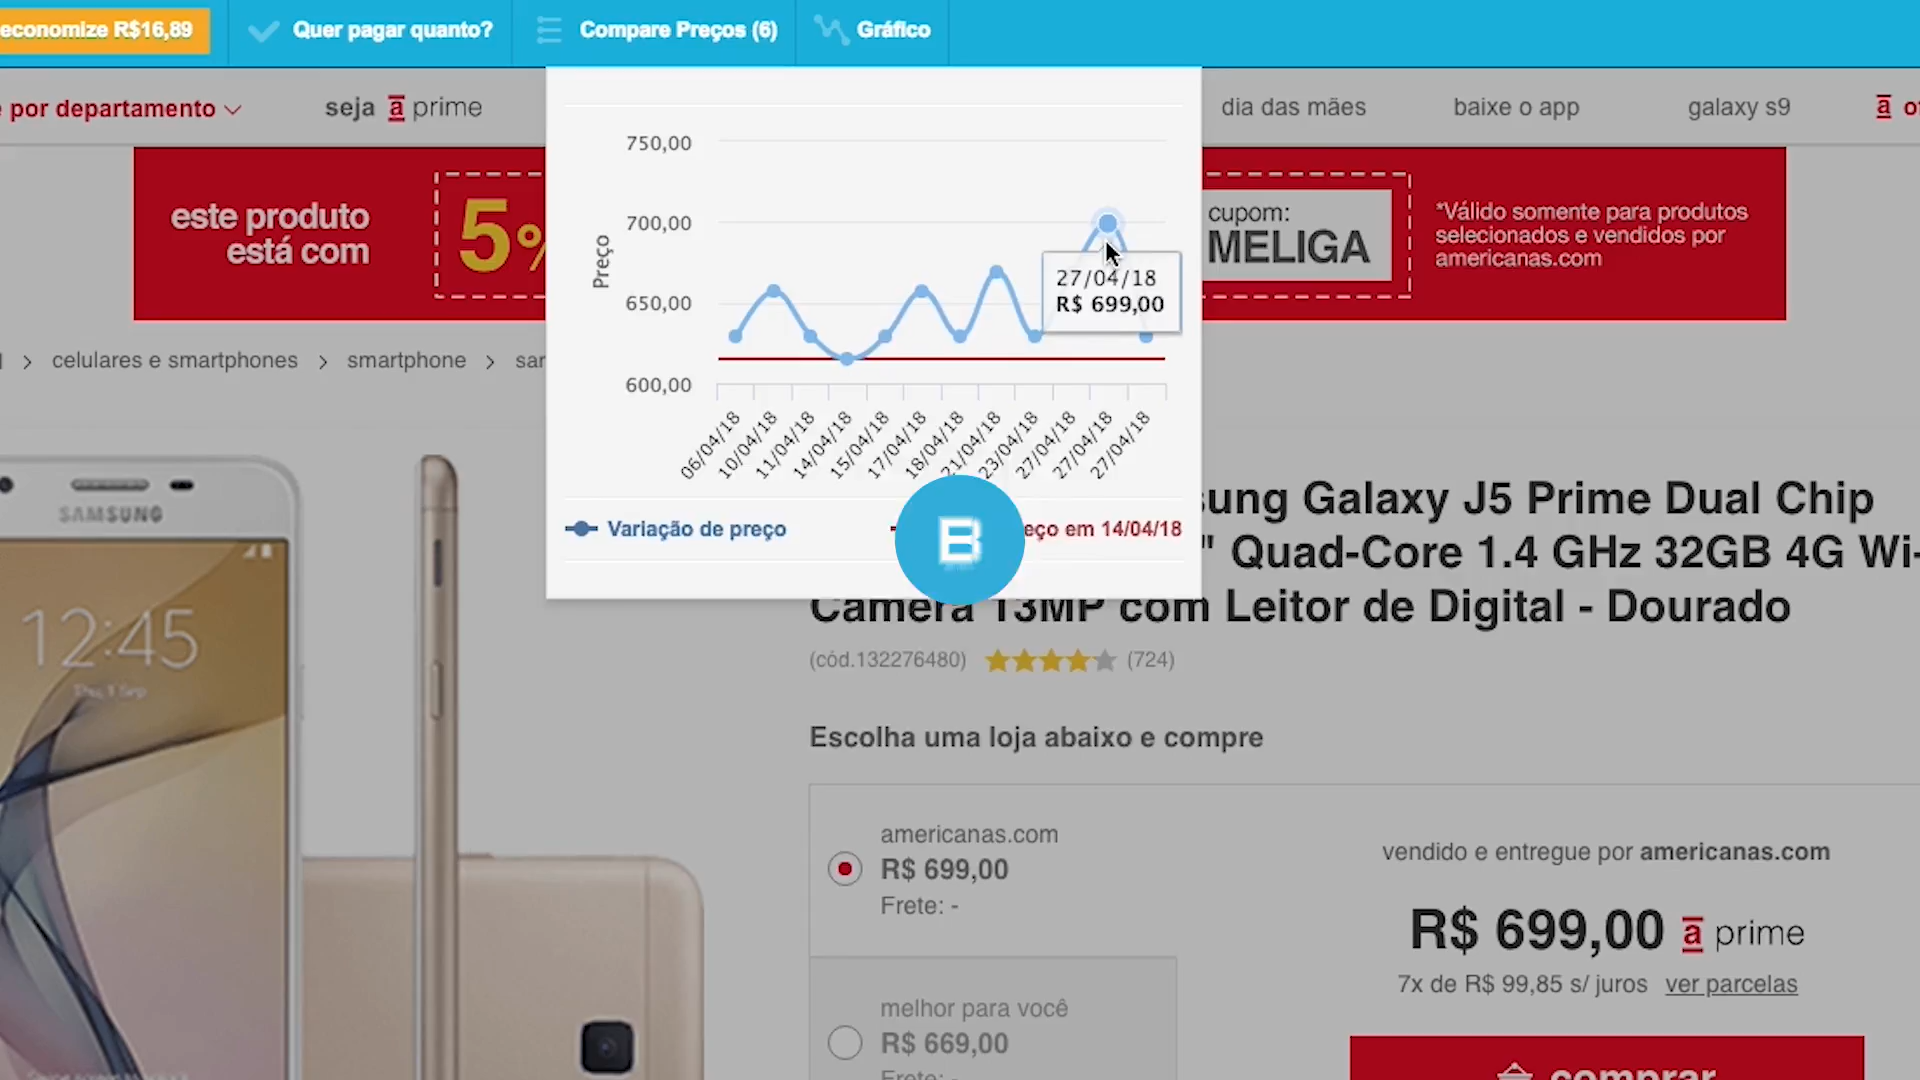 economize R$16,89
Quer pagar quanto?
Compare Preços (6)
Gráfico
por departamento
seja a prime
dia das mães
baixe o app
galaxy s9
a
este produto
está com
5%
cupom:
MELIGA
*Válido somente para produtos
selecionados e vendidos por
americanas.com
celulares e smartphones
smartphone
750,00
700,00
650,00
600,00
Preço
27/04/18
R$ 699,00
06/04/18
10/04/18
11/04/18
14/04/18
15/04/18
17/04/18
18/04/18
21/04/18
23/04/18
27/04/18
27/04/18
27/04/18
Variação de preço
eço em 14/04/18
B
sung Galaxy J5 Prime Dual Chip
" Quad-Core 1.4 GHz 32GB 4G Wi-
Câmera 13MP com Leitor de Digital - Dourado
(cód.132276480)
(724)
SAMSUNG
12:45
Thu, 1 Sep
Escolha uma loja abaixo e compre
americanas.com
R$ 699,00
Frete: -
vendido e entregue por americanas.com
R$ 699,00 a prime
7x de R$ 99,85 s/ juros ver parcelas
melhor para você
R$ 669,00
Frete: -
comprar